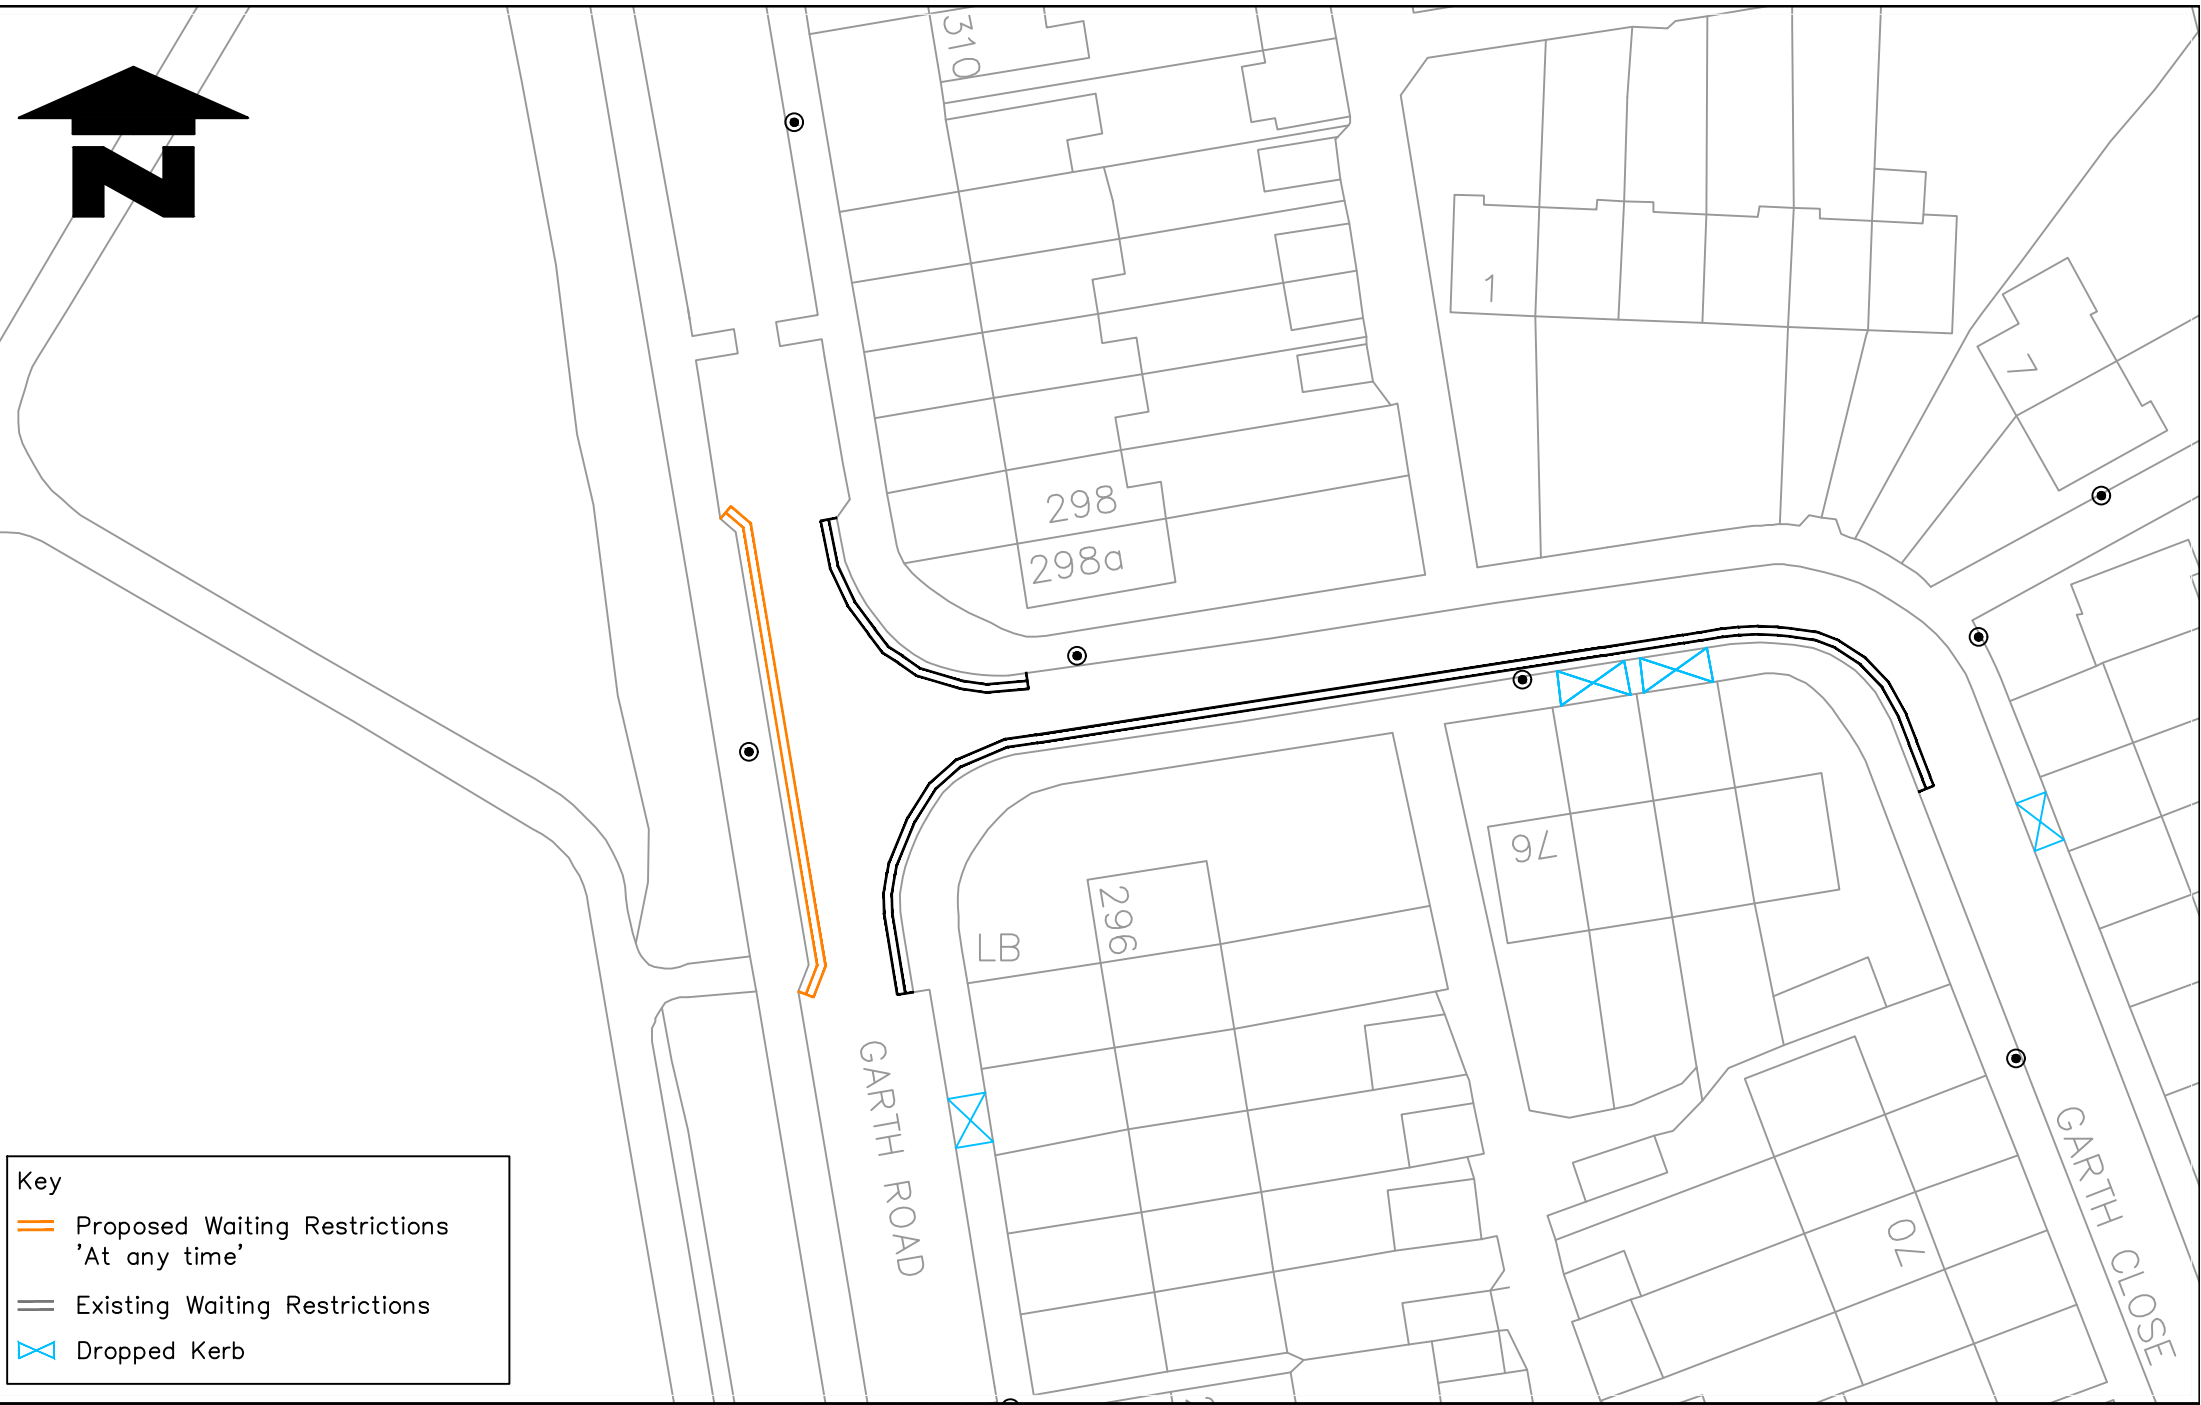 N
310
1
7
298
298a
76
296
LB
GARTH ROAD
GARTH CLOSE
70
Key
Proposed Waiting Restrictions
'At any time'
Existing Waiting Restrictions
Dropped Kerb